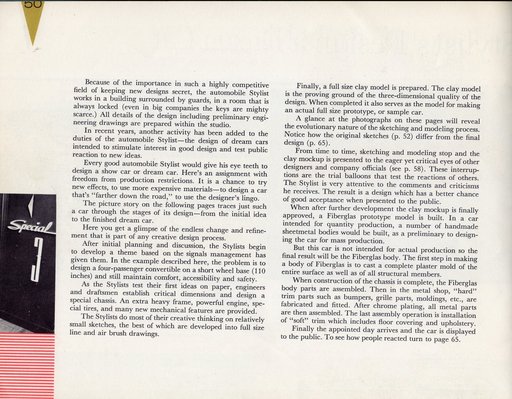 50
Because of the importance in such a highly competitive
field of keeping new designs secret, the automobile Stylist
works in a building surrounded by guards, in a room that is
always locked (even in big companies the keys are mighty
scarce.) All details of the design including preliminary engi-
neering drawings are prepared within the studio.
In recent years, another activity has been added to the
duties of the automobile Stylist—the design of dream cars
intended to stimulate interest in good design and test public
reaction to new ideas.
Every good automobile Stylist would give his eye teeth to
design a show car or dream car. Here's an assignment with
freedom from production restrictions. It is a chance to try
new effects, to use more expensive materials—to design a car
that's "farther down the road," to use the designer's lingo.
The picture story on the following pages traces just such
a car through the stages of its design—from the initial idea
to the finished dream car.
Here you get a glimpse of the endless change and refine-
ment that is part of any creative design process.
After initial planning and discussion, the Stylists begin
to develop a theme based on the signals management has
given them. In the example described here, the problem is to
design a four-passenger convertible on a short wheel base (110
inches) and still maintain comfort, accessibility and safety.
As the Stylists test their first ideas on paper, engineers
and draftsmen establish critical dimensions and design a
special chassis. An extra heavy frame, powerful engine, spe-
cial tires, and many new mechanical features are provided.
The Stylists do most of their creative thinking on relatively
small sketches, the best of which are developed into full size
line and air brush drawings.
Finally, a full size clay model is prepared. The clay model
is the proving ground of the three-dimensional quality of the
design. When completed it also serves as the model for making
an actual full size prototype, or sample car.
A glance at the photographs on these pages will reveal
the evolutionary nature of the sketching and modeling process.
Notice how the original sketches (p. 52) differ from the final
design (p. 65).
From time to time, sketching and modeling stop and the
clay mockup is presented to the eager yet critical eyes of other
designers and company officials (see p. 58). These interrup-
tions are the trial balloons that test the reactions of others.
The Stylist is very attentive to the comments and criticisms
he receives. The result is a design which has a better chance
of good acceptance when presented to the public.
When after further development the clay mockup is finally
approved, a Fiberglas prototype model is built. In a car
intended for quantity production, a number of handmade
sheetmetal bodies would be built, as a preliminary to design-
ing the car for mass production.
But this car is not intended for actual production so the
final result will be the Fiberglas body. The first step in making
a body of Fiberglas is to cast a complete plaster mold of the
entire surface as well as of all structural members.
When construction of the chassis is complete, the Fiberglas
body parts are assembled. Then in the metal shop, "hard"
trim parts such as bumpers, grille parts, moldings, etc., are
fabricated and fitted. After chrome plating, all metal parts
are then assembled. The last assembly operation is installation
of "soft" trim which includes floor covering and upholstery.
Finally the appointed day arrives and the car is displayed
to the public. To see how people reacted turn to page 65.
Special
3